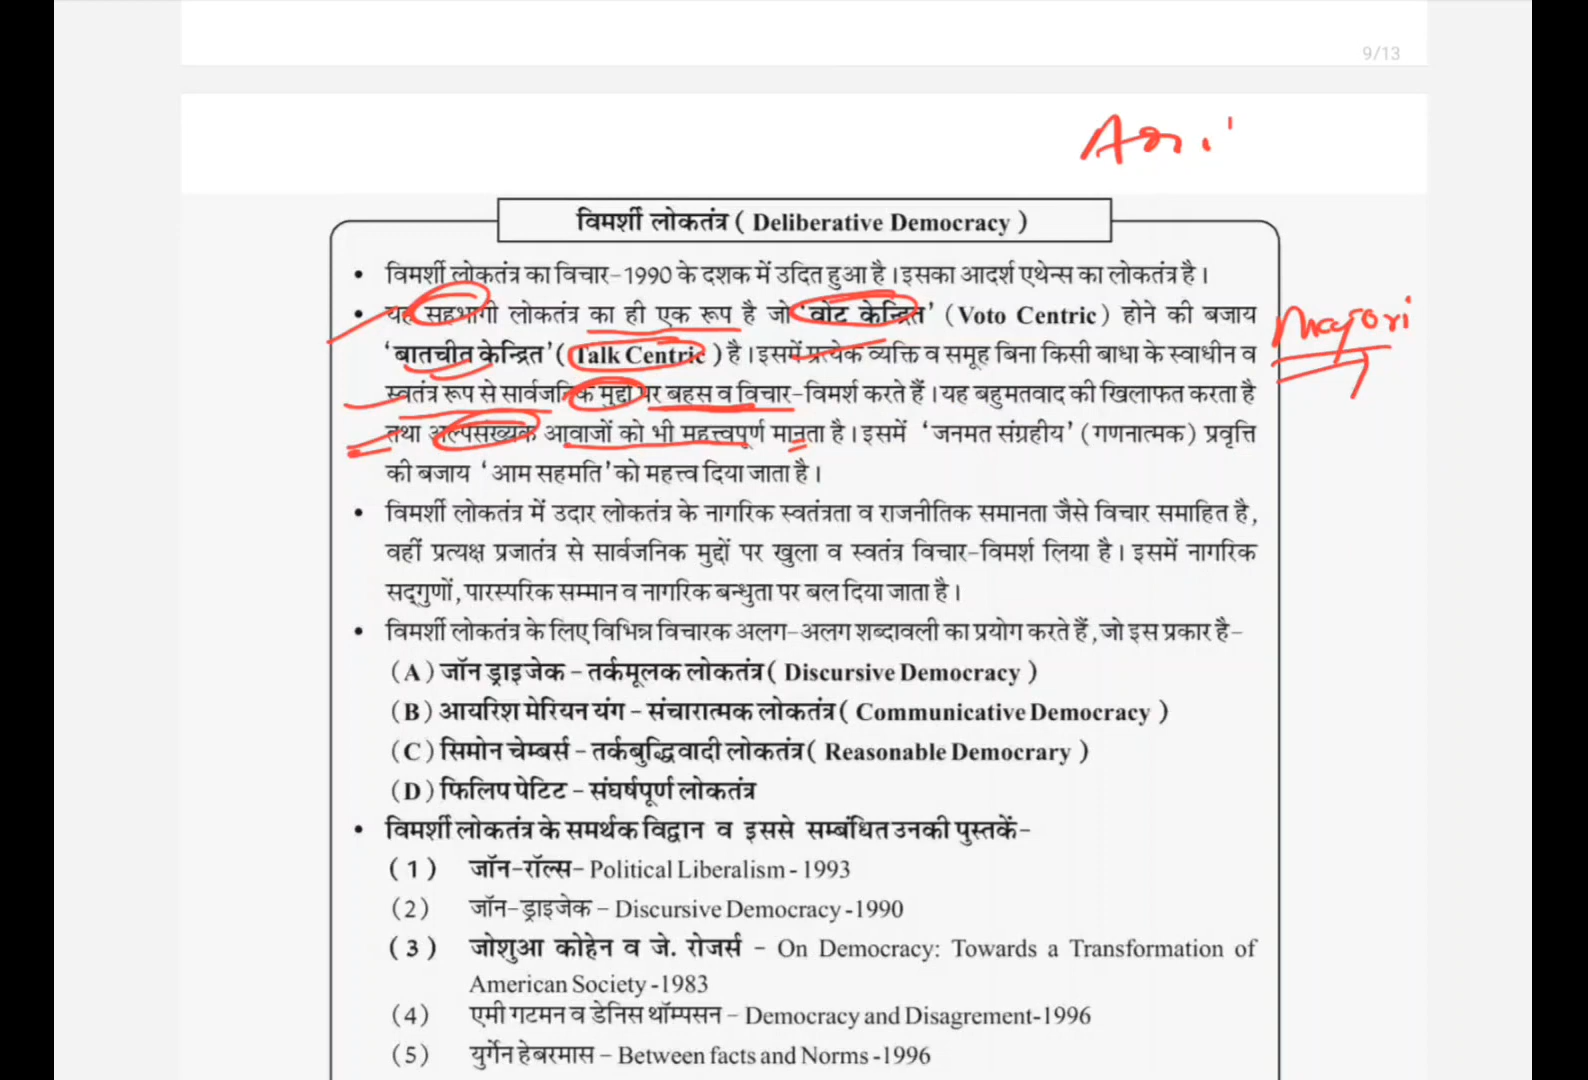 9/13
विमर्शी लोकतंत्र ( Deliberative Democracy )
• विमर्शी लोकतंत्र का विचार-1990 के दशक में उदित हुआ है। इसका आदर्श एथेन्स का लोकतंत्र है।
• यह सहभागी लोकतंत्र का ही एक रूप है जो 'वोट केन्द्रित' (Voto Centric) होने की बजाय
Majori
'बातचीत केन्द्रित' (Talk Centric) है। इसमें प्रत्येक व्यक्ति व समूह बिना किसी बाधा के स्वाधीन व
स्वतंत्र रूप से सार्वजनिक मुद्दों पर बहस व विचार-विमर्श करते हैं। यह बहुमतवाद की खिलाफत करता है
तथा अल्पसंख्यक आवाजों को भी महत्त्वपूर्ण मानता है। इसमें 'जनमत संग्रहीय' (गणनात्मक) प्रवृत्ति
की बजाय 'आम सहमति' को महत्त्व दिया जाता है।
• विमर्शी लोकतंत्र में उदार लोकतंत्र के नागरिक स्वतंत्रता व राजनीतिक समानता जैसे विचार समाहित है,
वहीं प्रत्यक्ष प्रजातंत्र से सार्वजनिक मुद्दों पर खुला व स्वतंत्र विचार-विमर्श लिया है। इसमें नागरिक
सद्‌गुणों, पारस्परिक सम्मान व नागरिक बन्धुता पर बल दिया जाता है।
• विमर्शी लोकतंत्र के लिए विभिन्न विचारक अलग-अलग शब्दावली का प्रयोग करते हैं, जो इस प्रकार है-
(A) जॉन ड्राइजेक - तर्कमूलक लोकतंत्र ( Discursive Democracy )
(B) आयरिश मेरियन यंग - संचारात्मक लोकतंत्र ( Communicative Democracy )
(C) सिमोन चेम्बर्स - तर्कबुद्धिवादी लोकतंत्र ( Reasonable Democrary )
(D) फिलिप पेटिट - संघर्षपूर्ण लोकतंत्र
• विमर्शी लोकतंत्र के समर्थक विद्वान व इससे सम्बंधित उनकी पुस्तकें-
(1) जॉन-रॉल्स- Political Liberalism - 1993
(2) जॉन-ड्राइजेक - Discursive Democracy -1990
(3) जोशुआ कोहेन व जे. रोजर्स - On Democracy: Towards a Transformation of
American Society -1983
(4) एमी गटमन व डेनिस थॉम्पसन - Democracy and Disagrement-1996
(5) युर्गेन हेबरमास - Between facts and Norms -1996